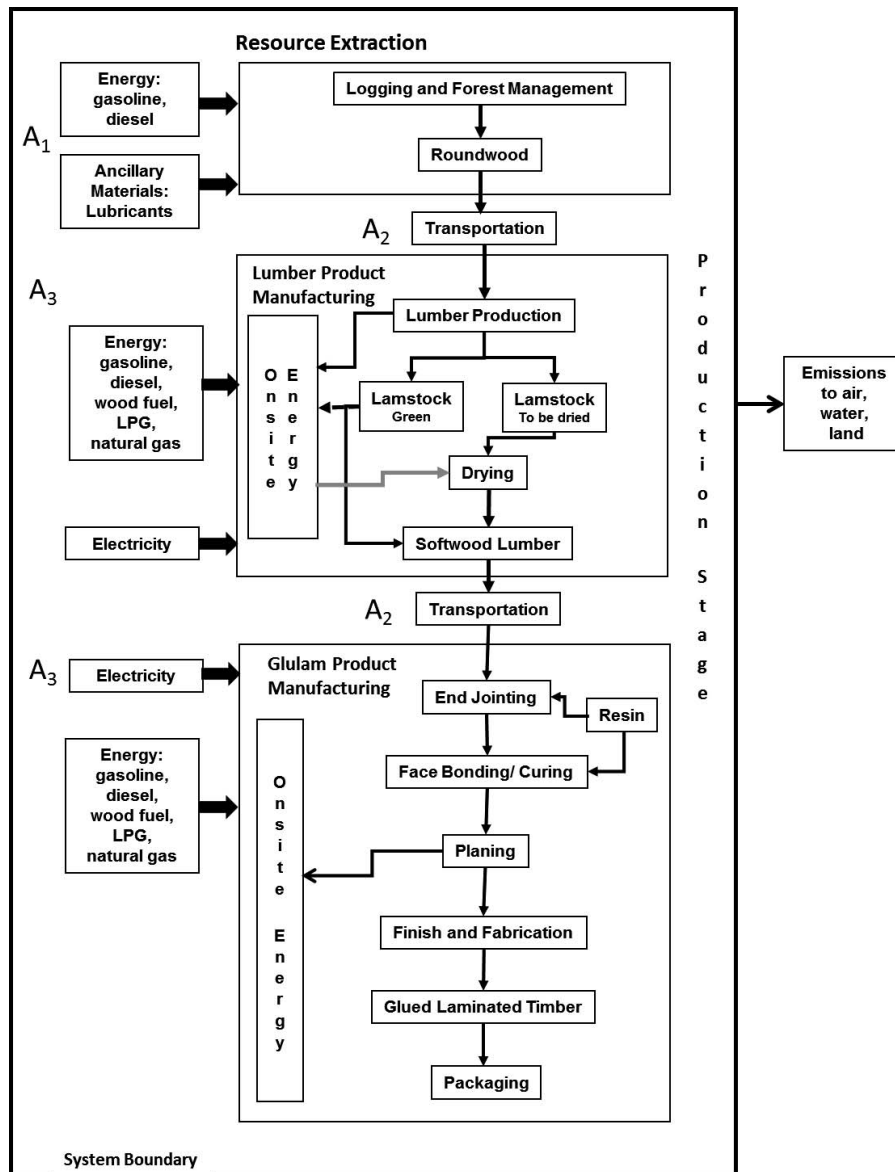 Resource Extraction
Energy:
gasoline,
diesel
Logging and Forest Management
A1
Roundwood
Ancillary
Materials:
Lubricants
Transportation
A2
Lumber Product
Manufacturing
A3
Lumber Production
Energy:
gasoline,
diesel,
wood fuel,
LPG,
natural gas
Onsite
Energy
Lamstock
Green
Lamstock
To be dried
Drying
Electricity
Softwood Lumber
Production Stage
Emissions
to air,
water,
land
Transportation
A2
Glulam Product
Manufacturing
A3
Electricity
End Jointing
Resin
Energy:
gasoline,
diesel,
wood fuel,
LPG,
natural gas
Onsite Energy
Face Bonding/ Curing
Planing
Finish and Fabrication
Glued Laminated Timber
Packaging
System Boundary